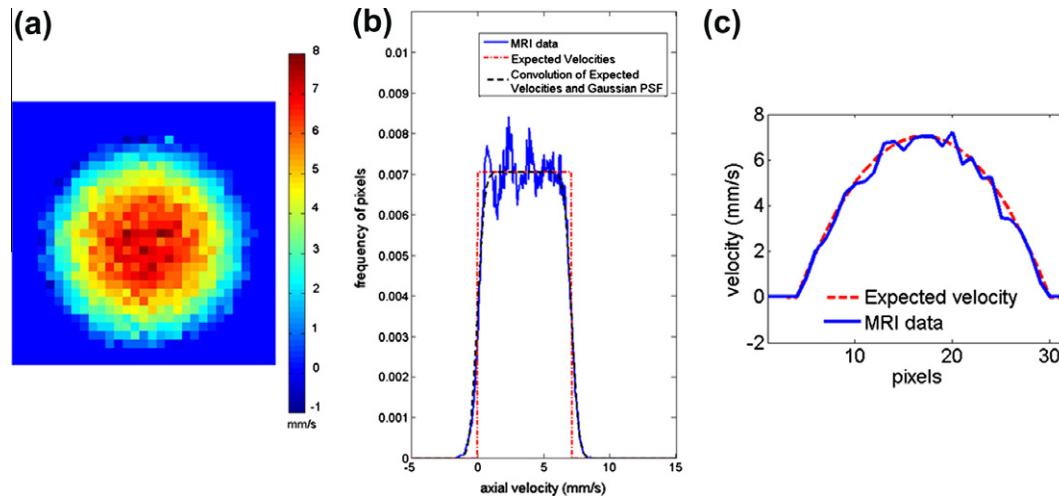 (a)
8
7
6
5
4
3
2
1
0
-1
mm/s
(b)
MRI data
Expected Velocities
Convolution of Expected
Velocities and Gaussian PSF
frequency of pixels
0.01
0.009
0.008
0.007
0.006
0.005
0.004
0.003
0.002
0.001
0
-5 0 5 10 15
axial velocity (mm/s)
(c)
velocity (mm/s)
8
6
4
2
0
-2
Expected velocity
MRI data
10 20 30
pixels